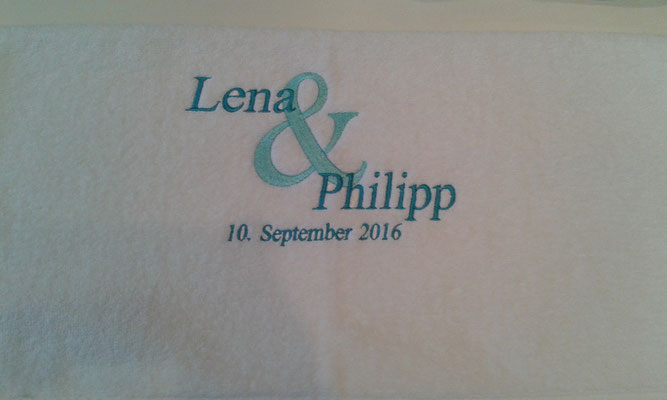 Lena
&
Philipp
10. September 2016